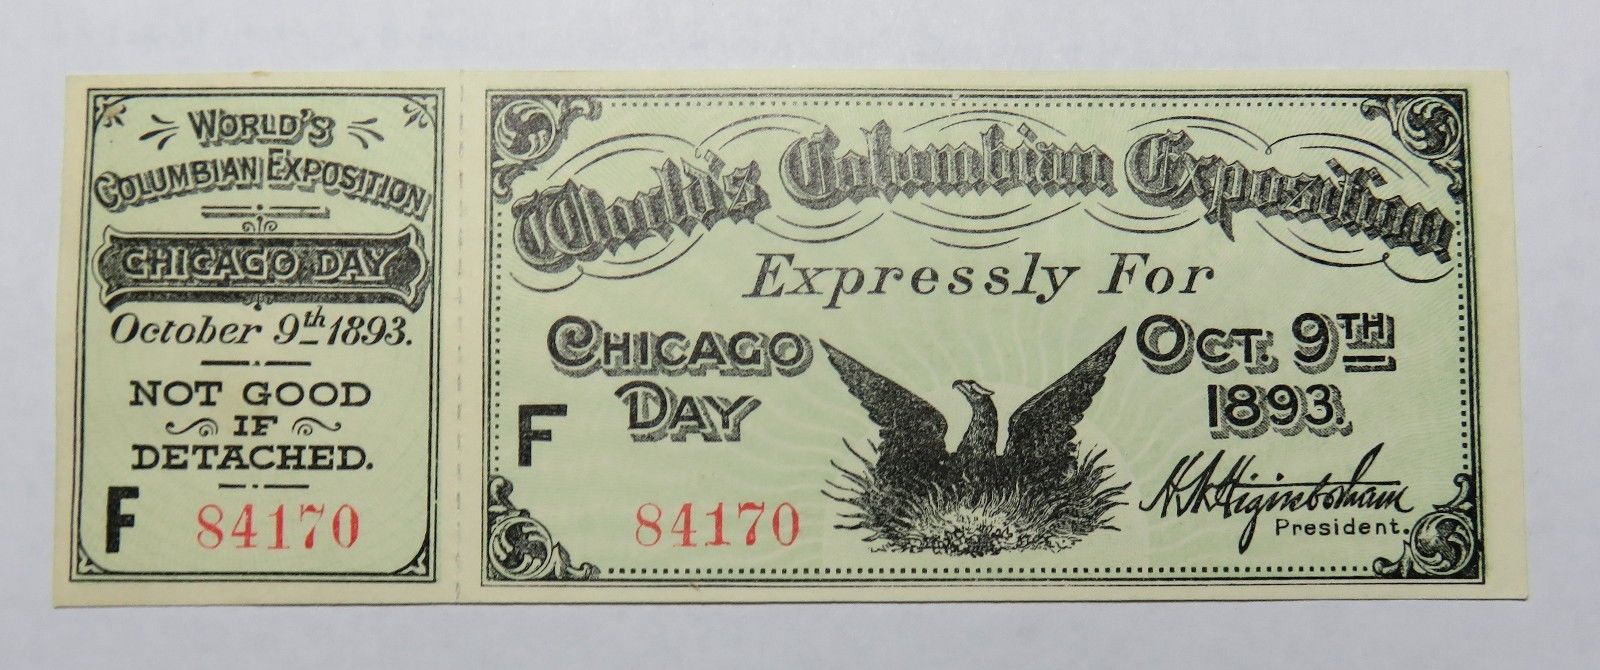 WORLD'S
COLUMBIAN EXPOSITION
CHICAGO DAY
October 9th 1893.
NOT GOOD
IF
DETACHED.
F 84170
World's Columbian Exposition
Expressly For
CHICAGO DAY
OCT. 9TH 1893.
F
84170
H N Higinbotham
President.